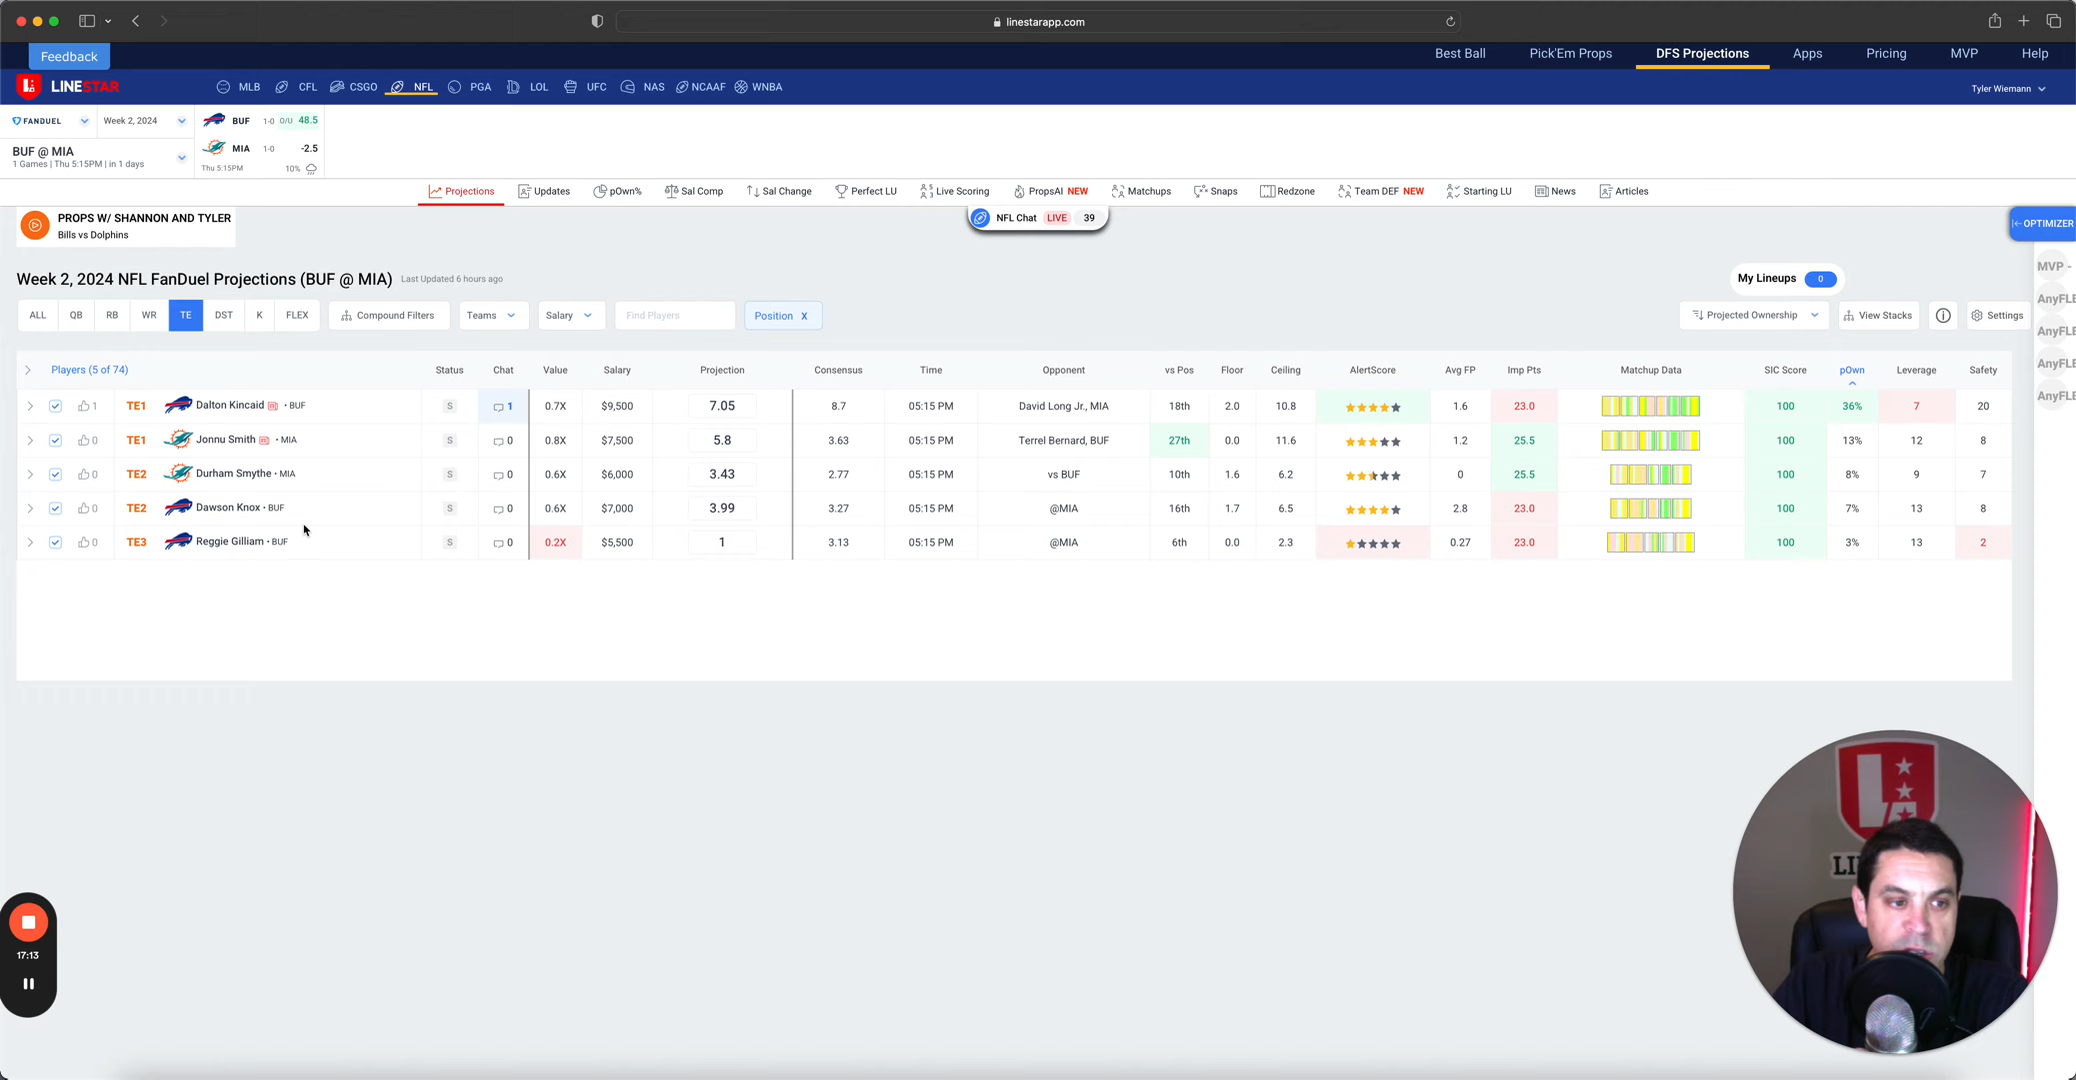 linestarapp.com
Feedback
Best Ball Pick'Em Props DFS Projections Apps Pricing MVP Help
LINESTAR MLB CFL CSGO NFL PGA LOL UFC NAS NCAAF WNBA Tyler Wiemann
FANDUEL Week 2, 2024 BUF 1-0 O/U 48.5
BUF @ MIA MIA 1-0 -2.5
1 Games | Thu 5:15PM | in 1 days Thu 5:15PM 10%
Projections Updates pOwn% Sal Comp Sal Change Perfect LU Live Scoring PropsAI NEW Matchups Snaps Redzone Team DEF NEW Starting LU News Articles
PROPS W/ SHANNON AND TYLER
Bills vs Dolphins
NFL Chat LIVE 39
OPTIMIZER
Week 2, 2024 NFL FanDuel Projections (BUF @ MIA) Last Updated 6 hours ago My Lineups 0
MVP -
AnyFLE
ALL QB RB WR TE DST K FLEX Compound Filters Teams Salary Find Players Position X Projected Ownership View Stacks Settings
AnyFLE
AnyFLE
AnyFLE
Players (5 of 74) Status Chat Value Salary Projection Consensus Time Opponent vs Pos Floor Ceiling AlertScore Avg FP Imp Pts Matchup Data SIC Score pOwn Leverage Safety
1 TE1 Dalton Kincaid • BUF S 1 0.7X $9,500 7.05 8.7 05:15 PM David Long Jr., MIA 18th 2.0 10.8 1.6 23.0 100 36% 7 20
0 TE1 Jonnu Smith • MIA S 0 0.8X $7,500 5.8 3.63 05:15 PM Terrel Bernard, BUF 27th 0.0 11.6 1.2 25.5 100 13% 12 8
0 TE2 Durham Smythe • MIA S 0 0.6X $6,000 3.43 2.77 05:15 PM vs BUF 10th 1.6 6.2 0 25.5 100 8% 9 7
0 TE2 Dawson Knox • BUF S 0 0.6X $7,000 3.99 3.27 05:15 PM @MIA 16th 1.7 6.5 2.8 23.0 100 7% 13 8
0 TE3 Reggie Gilliam • BUF S 0 0.2X $5,500 1 3.13 05:15 PM @MIA 6th 0.0 2.3 0.27 23.0 100 3% 13 2
17:13